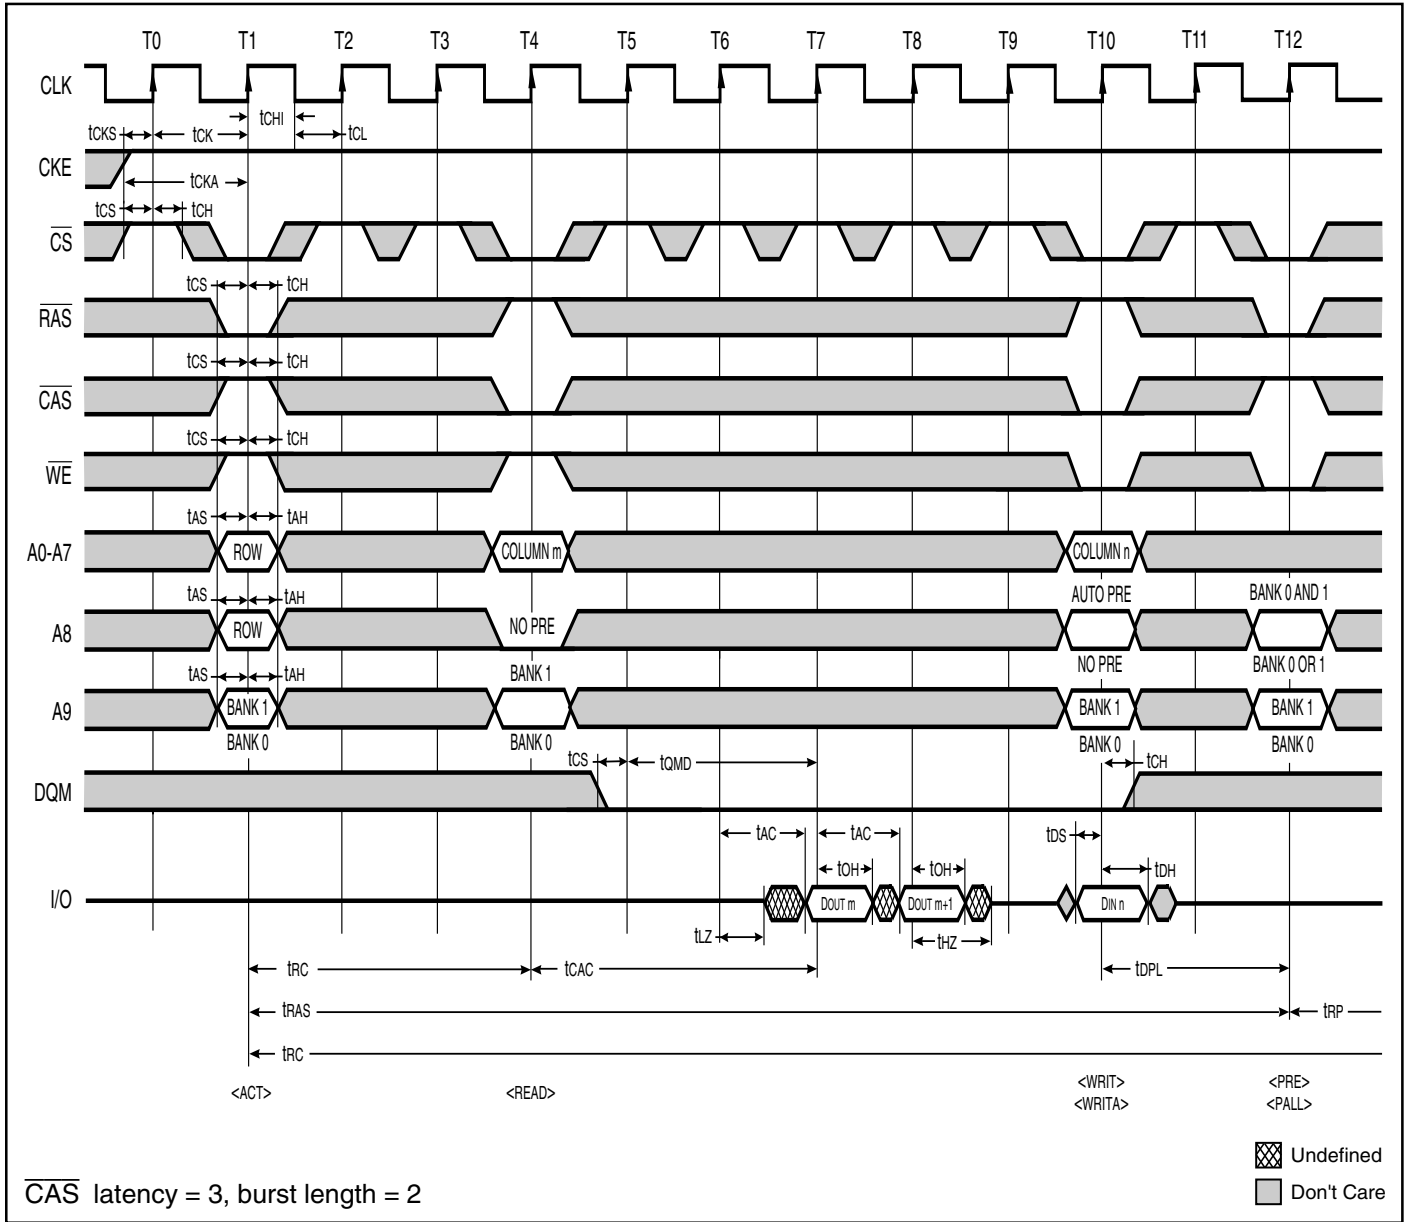 T0 T1 T2 T3 T4 T5 T6 T7 T8 T9 T10 T11 T12
CLK
tCHI
tCKS tCK tCL
CKE
tCKA
tCS tCH
CS
tCS tCH
RAS
tCS tCH
CAS
tCS tCH
WE
tAS tAH
A0-A7 ROW COLUMN m COLUMN n
tAS tAH AUTO PRE BANK 0 AND 1
A8 ROW NO PRE
NO PRE BANK 0 OR 1
tAS tAH BANK 1
A9 BANK 1 BANK 1 BANK 1
BANK 0 BANK 0 BANK 0 BANK 0
tCS tQMD tCH
DQM
tAC tAC tDS
tOH tOH tDH
I/O DOUT m DOUT m+1 DIN n
tLZ tHZ
tRC tCAC tDPL
tRAS tRP
tRC
<ACT> <READ> <WRIT> <PRE>
<WRITA> <PALL>
Undefined
CAS latency = 3, burst length = 2 Don't Care